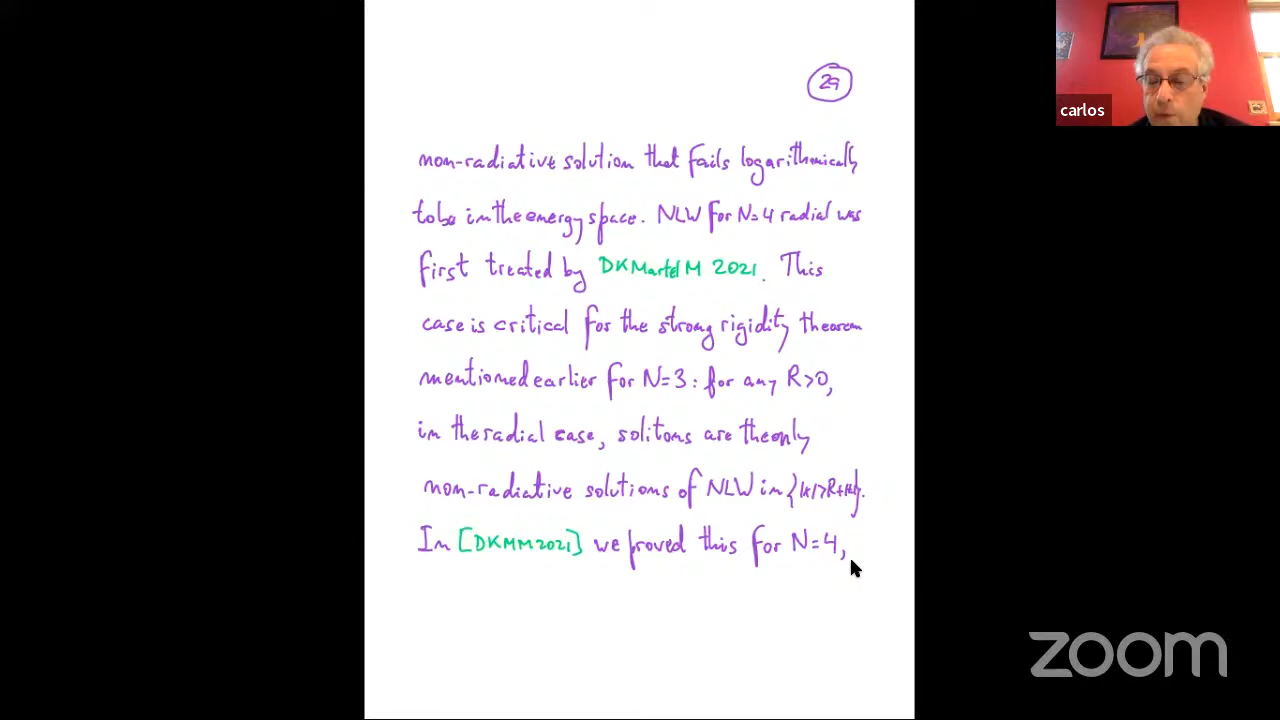 29
carlos
non-radiative solution that fails logarithmically
to be in the energy space. NLW for N=4 radial was
first treated by DKMartel M 2021. This
case is critical for the strong rigidity theorem
mentioned earlier for N=3: for any R>0,
in the radial case, solitons are the only
non-radiative solutions of NLW in {|x|>R+|t|}.
In [DKMM2021] we proved this for N=4,
zoom